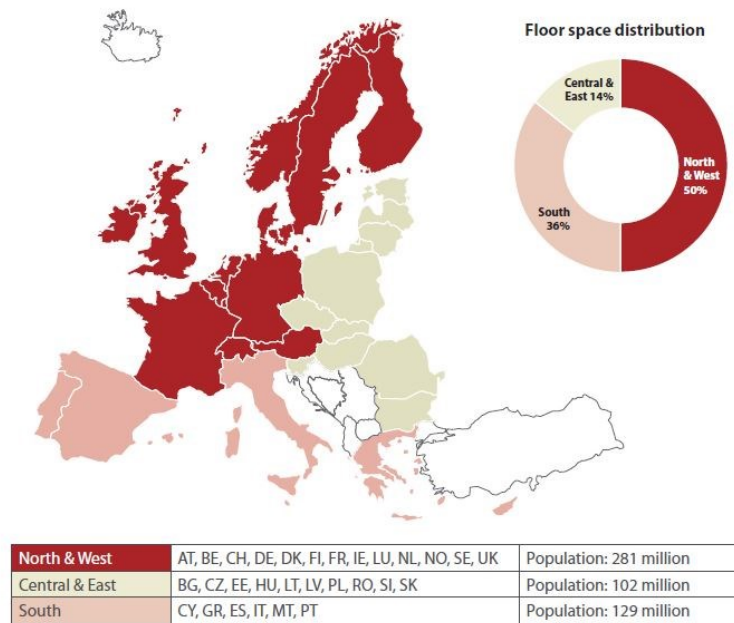 Floor space distribution
Central &
East 14%
North
& West
50%
South
36%
North & West AT, BE, CH, DE, DK, FI, FR, IE, LU, NL, NO, SE, UK Population: 281 million
Central & East BG, CZ, EE, HU, LT, LV, PL, RO, SI, SK Population: 102 million
South CY, GR, ES, IT, MT, PT Population: 129 million